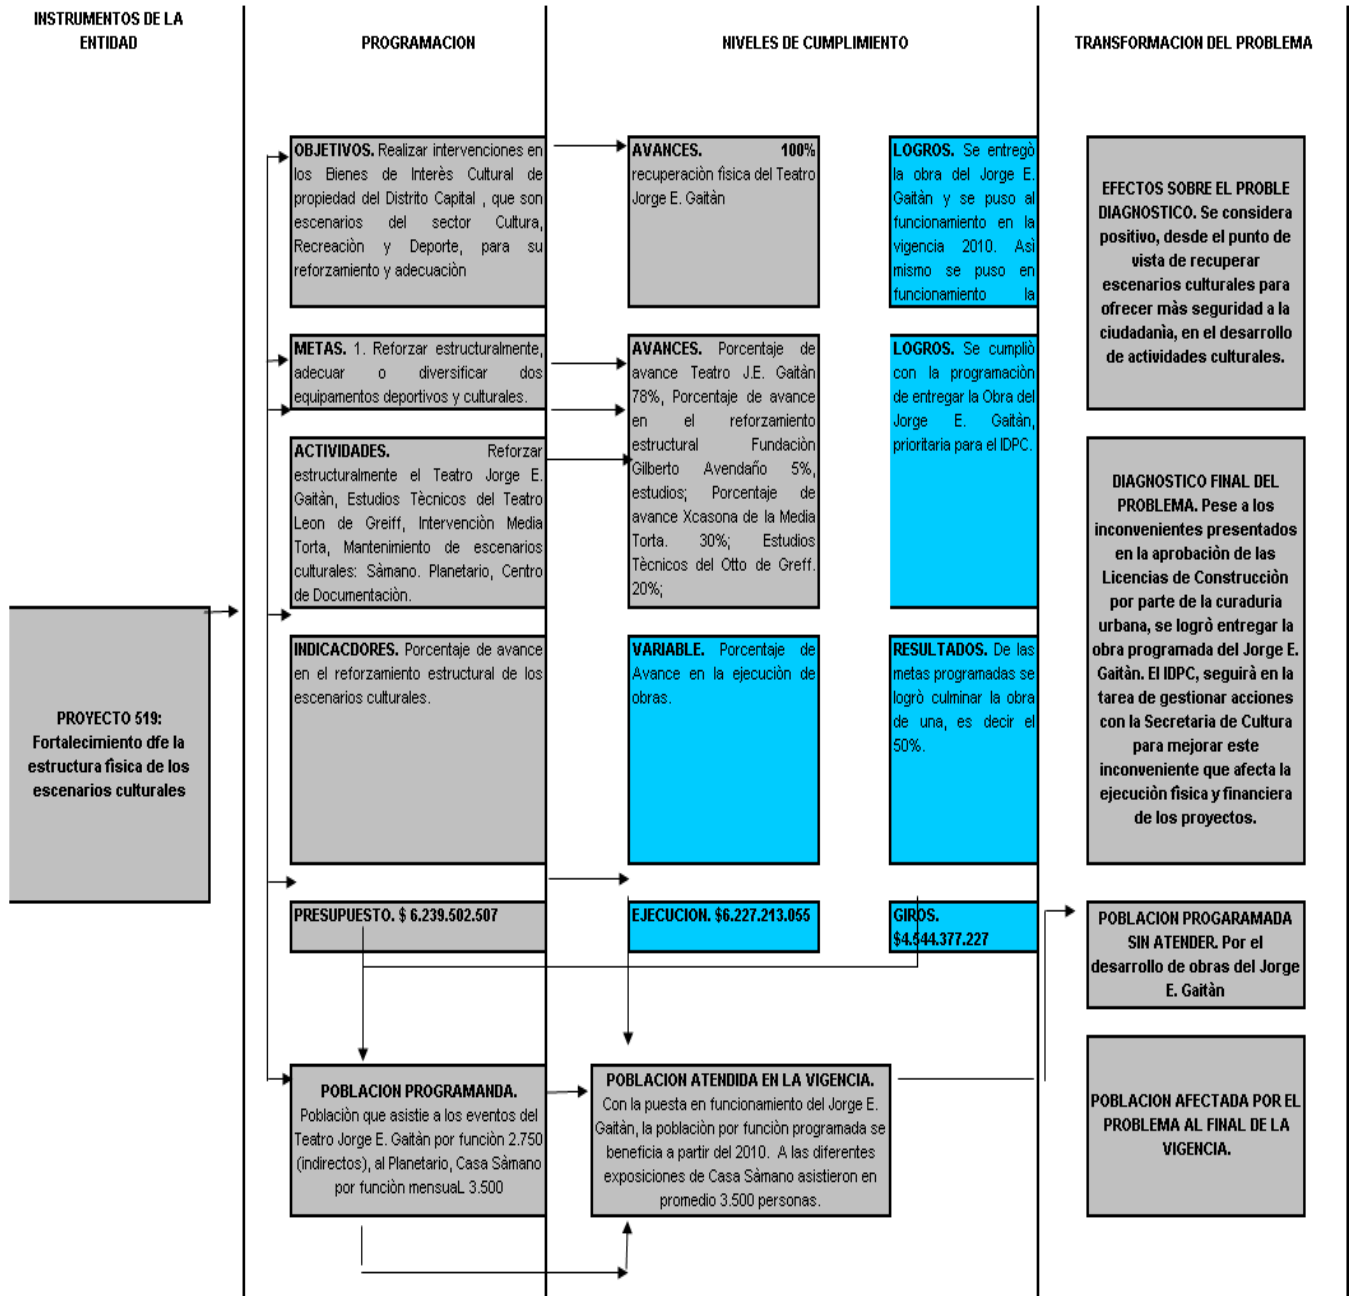 INSTRUMENTOS DE LA
ENTIDAD
PROGRAMACION
NIVELES DE CUMPLIMIENTO
TRANSFORMACION DEL PROBLEMA
PROYECTO 519:
Fortalecimiento dfe la
estructura fìsica de los
escenarios culturales
OBJETIVOS. Realizar intervenciones en
los Bienes de Interès Cultural de
propiedad del Distrito Capital , que son
escenarios del sector Cultura,
Recreaciòn y Deporte, para su
reforzamiento y adecuaciòn
METAS. 1. Reforzar estructuralmente,
adecuar o diversificar dos
equipamentos deportivos y culturales.
ACTIVIDADES. Reforzar
estructuralmente el Teatro Jorge E.
Gaitàn, Estudios Tècnicos del Teatro
Leon de Greiff, Intervenciòn Media
Torta, Mantenimiento de escenarios
culturales: Sàmano. Planetario, Centro
de Documentaciòn.
INDICACDORES. Porcentaje de avance
en el reforzamiento estructural de los
escenarios culturales.
PRESUPUESTO. $ 6.239.502.507
POBLACION PROGRAMANDA.
Poblaciòn que asistie a los eventos del
Teatro Jorge E. Gaitàn por funciòn 2.750
(indirectos), al Planetario, Casa Sàmano
por funciòn mensuaL 3.500
AVANCES. 100%
recuperaciòn fìsica del Teatro
Jorge E. Gaitàn
AVANCES. Porcentaje de
avance Teatro J.E. Gaitàn
78%, Porcentaje de avance
en el reforzamiento
estructural Fundaciòn
Gilberto Avendaño 5%,
estudios; Porcentaje de
avance Xcasona de la Media
Torta. 30%; Estudios
Tècnicos del Otto de Greff.
20%;
VARIABLE. Porcentaje de
Avance en la ejecuciòn de
obras.
EJECUCION. $6.227.213.055
POBLACION ATENDIDA EN LA VIGENCIA.
Con la puesta en funcionamiento del Jorge E.
Gaitàn, la poblaciòn por funciòn programada se
beneficia a partir del 2010. A las diferentes
exposiciones de Casa Sàmano asistieron en
promedio 3.500 personas.
LOGROS. Se entregò
la obra del Jorge E.
Gaitàn y se puso al
funcionamiento en la
vigencia 2010. Asì
mismo se puso en
funcionamiento la
LOGROS. Se cumpliò
con la programaciòn
de entregar la Obra del
Jorge E. Gaitàn,
prioritaria para el IDPC.
RESULTADOS. De las
metas programadas se
logrò culminar la obra
de una, es decir el
50%.
GIROS.
$4.544.377.227
EFECTOS SOBRE EL PROBLE
DIAGNOSTICO. Se considera
positivo, desde el punto de
vista de recuperar
escenarios culturales para
ofrecer màs seguridad a la
ciudadanìa, en el desarrollo
de actividades culturales.
DIAGNOSTICO FINAL DEL
PROBLEMA. Pese a los
inconvenientes presentados
en la aprobaciòn de las
Licencias de Construcciòn
por parte de la curaduria
urbana, se logrò entregar la
obra programada del Jorge E.
Gaitàn. El IDPC, seguirà en la
tarea de gestionar acciones
con la Secretaria de Cultura
para mejorar este
inconveniente que afecta la
ejecuciòn fìsica y financiera
de los proyectos.
POBLACION PROGARAMADA
SIN ATENDER. Por el
desarrollo de obras del Jorge
E. Gaitàn
POBLACION AFECTADA POR EL
PROBLEMA AL FINAL DE LA
VIGENCIA.